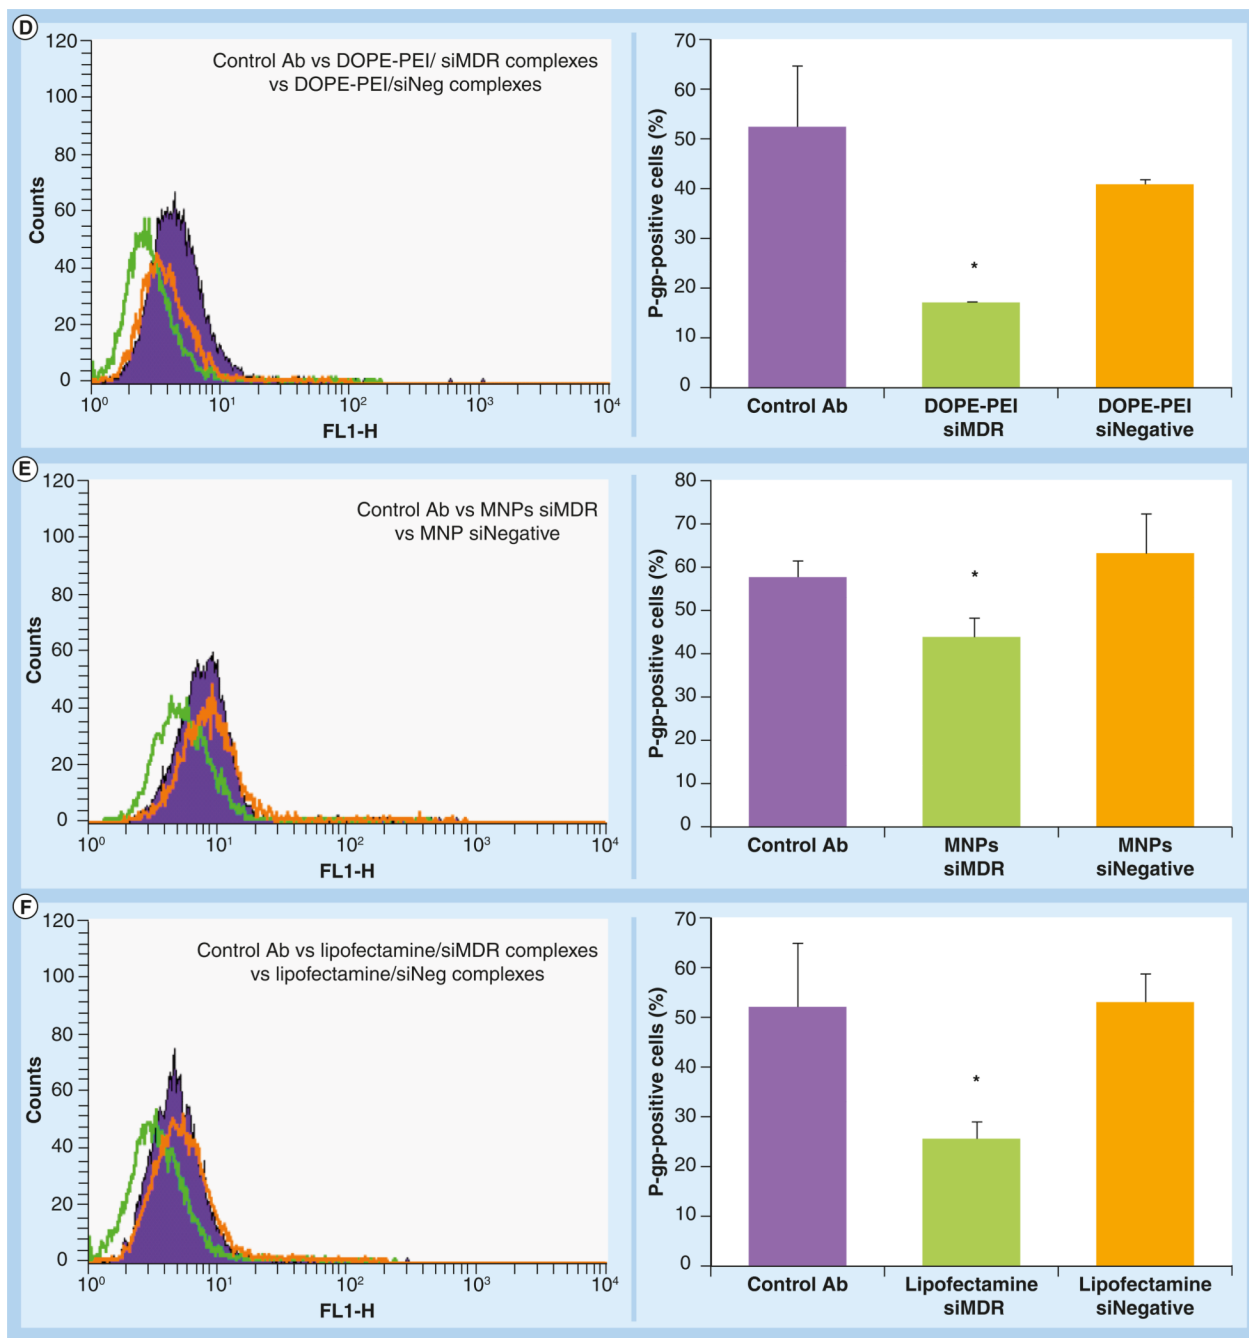 D
120
100
80
60
40
20
0
Counts
Control Ab vs DOPE-PEI/ siMDR complexes
vs DOPE-PEI/siNeg complexes
10⁰
10¹
10²
10³
10⁴
FL1-H
70
60
50
40
30
20
10
0
P-gp-positive cells (%)
*
Control Ab
DOPE-PEI
siMDR
DOPE-PEI
siNegative
E
120
100
80
60
40
20
0
Counts
Control Ab vs MNPs siMDR
vs MNP siNegative
10⁰
10¹
10²
10³
10⁴
FL1-H
80
70
60
50
40
30
20
10
0
P-gp-positive cells (%)
*
Control Ab
MNPs
siMDR
MNPs
siNegative
F
120
100
80
60
40
20
0
Counts
Control Ab vs lipofectamine/siMDR complexes
vs lipofectamine/siNeg complexes
10⁰
10¹
10²
10³
10⁴
FL1-H
70
60
50
40
30
20
10
0
P-gp-positive cells (%)
*
Control Ab
Lipofectamine
siMDR
Lipofectamine
siNegative